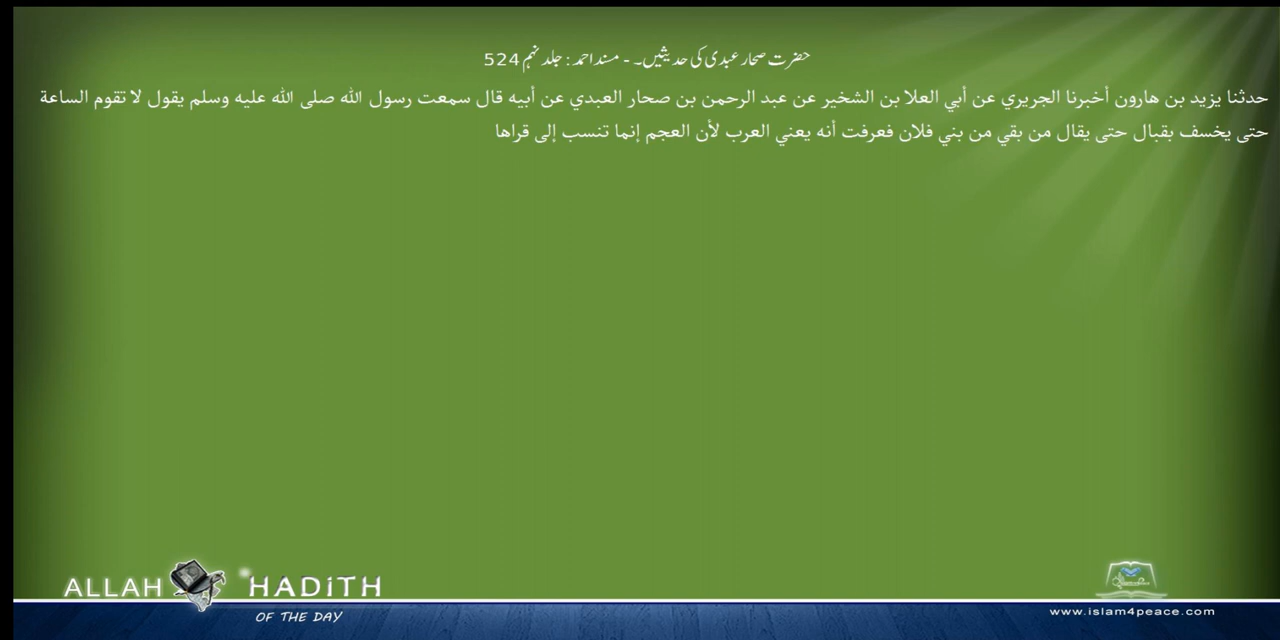 حضرت صحار عبدی کی حدیثیں۔ - مسند احمد : جلد نہم 524
حدثنا يزيد بن هارون أخبرنا الجريري عن أبي العلا بن الشخير عن عبد الرحمن بن صحار العبدي عن أبيه قال سمعت رسول الله صلى الله عليه وسلم يقول لا تقوم الساعة
حتى يخسف بقبال حتى يقال من بقي من بني فلان فعرفت أنه يعني العرب لأن العجم إنما تنسب إلى قراها
ALLAH HADiTH
OF THE DAY
www.islam4peace.com